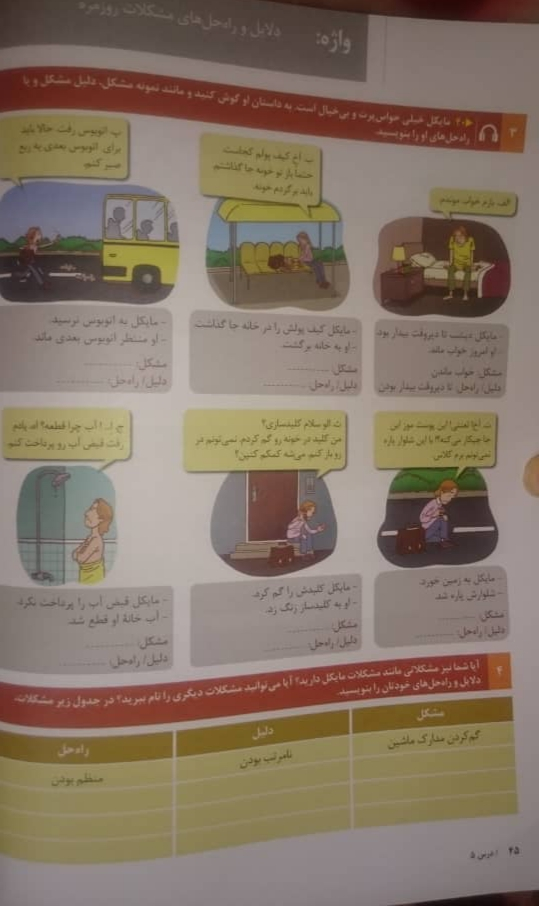 واژه: دلایل و راه‌حل‌های مشکلات روزمره
۳ ۲۰ مایکل خیلی حواس‌پرت و بی‌خیال است. به داستان او گوش کنید و مانند نمونه مشکل، دلیل مشکل و یا
راه‌حل‌های او را بنویسید.
الف. بازم خواب موندم.
ب. اخ کیف پولم کجاست
حتماً باز تو خونه جا گذاشتم
باید برگردم خونه.
پ. اتوبوس رفت حالا باید
برای اتوبوس بعدی یه ربع
صبر کنم.
- مایکل دیشب تا دیروقت بیدار بود.
- او امروز خواب ماند.
مشکل: خواب ماندن
دلیل/ راه‌حل: تا دیروقت بیدار بودن
- مایکل کیف پولش را در خانه جا گذاشت.
- او به خانه برگشت.
مشکل:
دلیل/ راه‌حل:
- مایکل به اتوبوس نرسید.
- او منتظر اتوبوس بعدی ماند.
مشکل:
دلیل/ راه‌حل:
ت. آخ! لعنتی! این پوست موز این
جا چیکار می‌کنه؟! با این شلوار پاره
نمی‌تونم برم کلاس.
ث. الو سلام کلیدسازی؟
من کلید در خونه رو گم کردم. نمی‌تونم در
رو باز کنم. می‌شه کمکم کنین؟
ج. ا...! آب چرا قطعه؟ اه، یادم
رفت قبض آب رو پرداخت کنم.
- مایکل به زمین خورد.
- شلوارش پاره شد.
مشکل:
دلیل/ راه‌حل:
- مایکل کلیدش را گم کرد.
- او به کلیدساز زنگ زد.
مشکل:
دلیل/ راه‌حل:
- مایکل قبض آب را پرداخت نکرد.
- آب خانهٔ او قطع شد.
مشکل:
دلیل/ راه‌حل:
۴ آیا شما نیز مشکلاتی مانند مشکلات مایکل دارید؟ آیا می‌توانید مشکلات دیگری را نام ببرید؟ در جدول زیر مشکلات،
دلایل و راه‌حل‌های خودتان را بنویسید.
مشکل دلیل راه‌حل
گم‌کردن مدارک ماشین نامرتب بودن منظم بودن
۴۵ | درس ۵